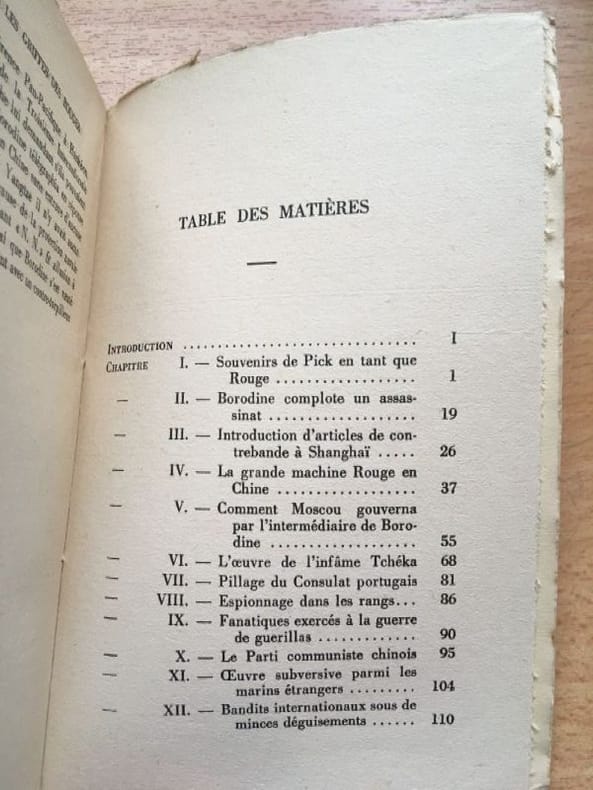 LES GRIFFES DES ROUGES
TABLE DES MATIÈRES
INTRODUCTION ................................ I
CHAPITRE I. — Souvenirs de Pick en tant que
Rouge .................. 1
— II. — Borodine complote un assas-
sinat ................... 19
— III. — Introduction d'articles de con-
trebande à Shanghaï ..... 26
— IV. — La grande machine Rouge en
Chine .................. 37
— V. — Comment Moscou gouverna
par l'intermédiaire de Boro-
dine ................... 55
— VI. — L'œuvre de l'infâme Tchéka 68
— VII. — Pillage du Consulat portugais 81
— VIII. — Espionnage dans les rangs... 86
— IX. — Fanatiques exercés à la guerre
de guerillas ............. 90
— X. — Le Parti communiste chinois 95
— XI. — Œuvre subversive parmi les
marins étrangers ......... 104
— XII. — Bandits internationaux sous de
minces déguisements ...... 110